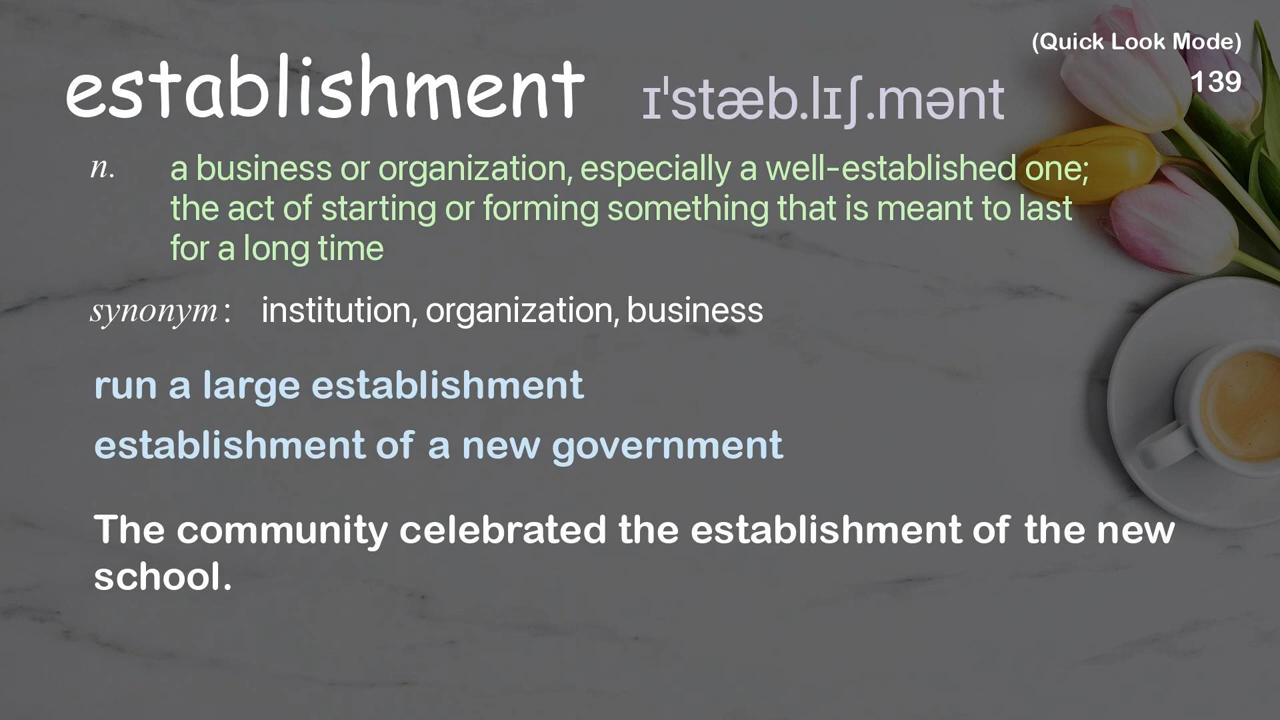 (Quick Look Mode)
establishment ɪˈstæb.lɪʃ.mənt 139
n. a business or organization, especially a well-established one;
the act of starting or forming something that is meant to last
for a long time
synonym: institution, organization, business
run a large establishment
establishment of a new government
The community celebrated the establishment of the new
school.